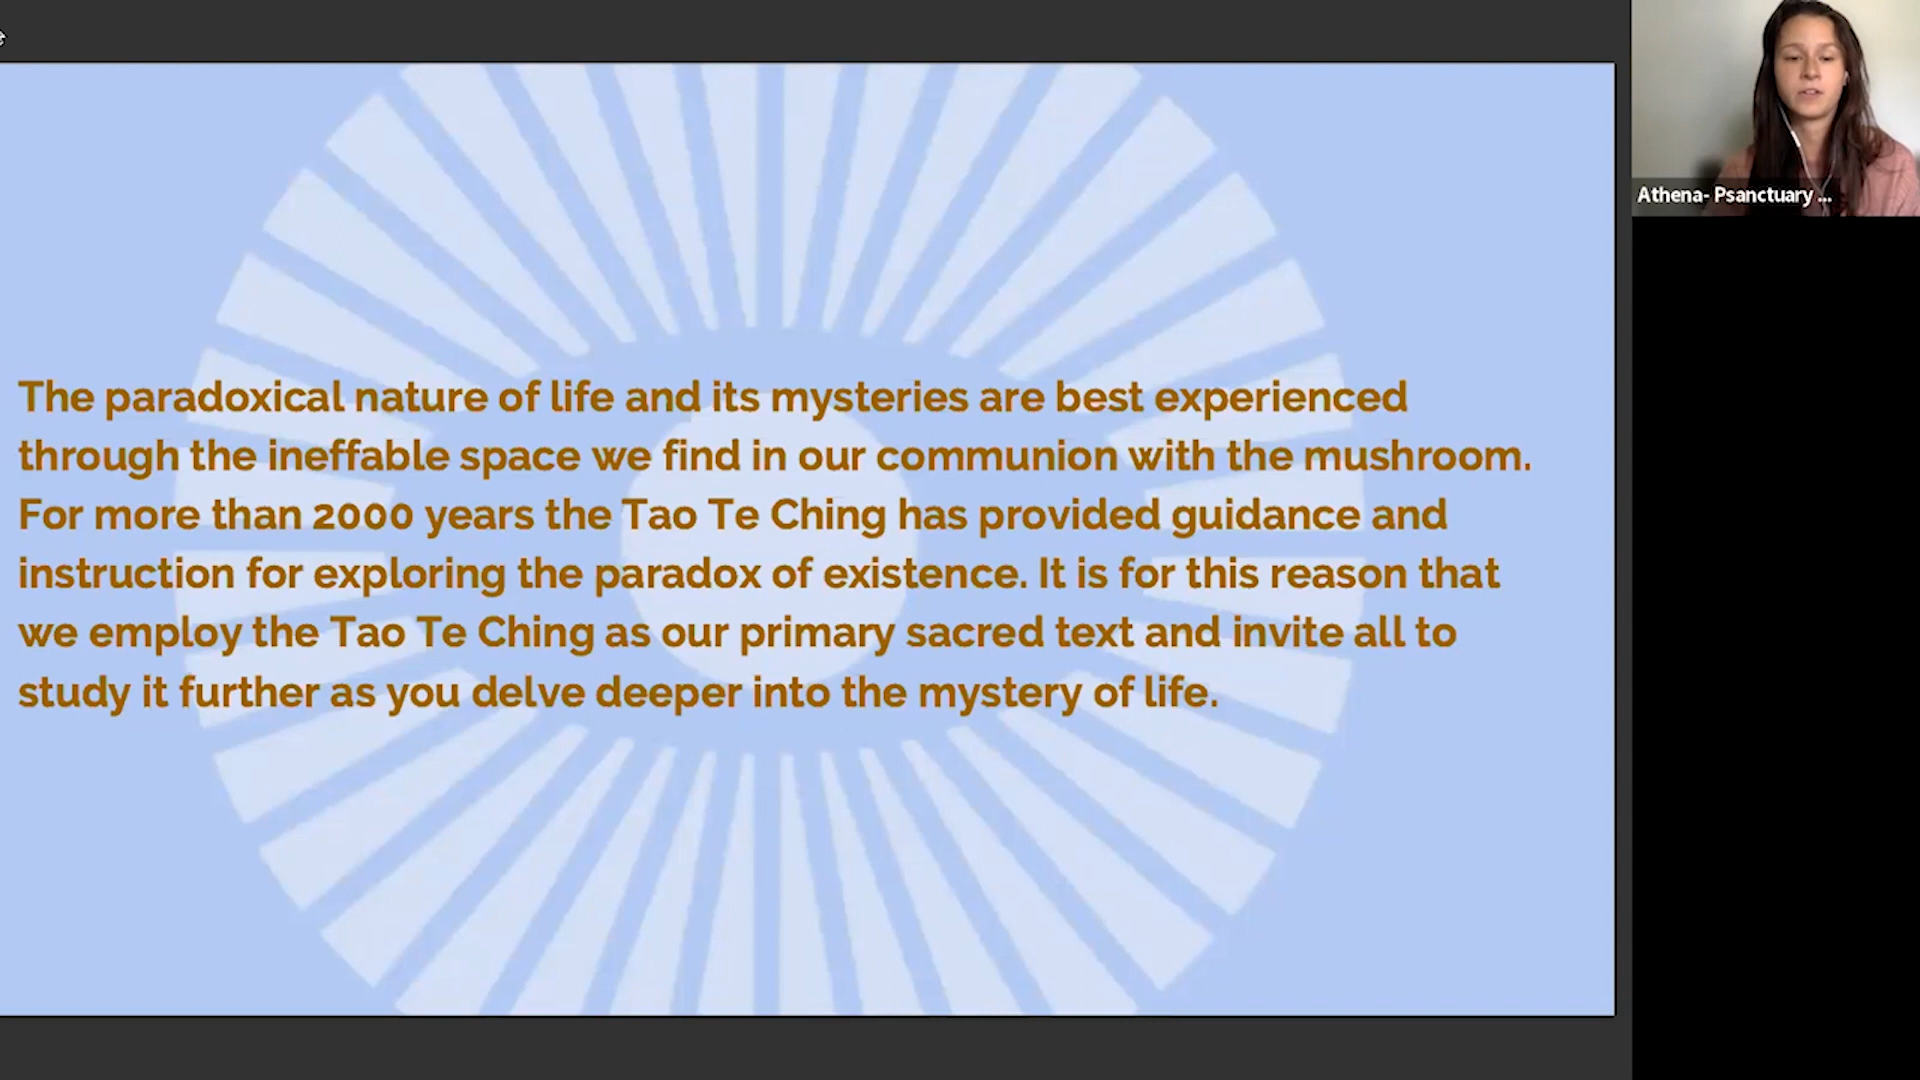 The paradoxical nature of life and its mysteries are best experienced
through the ineffable space we find in our communion with the mushroom.
For more than 2000 years the Tao Te Ching has provided guidance and
instruction for exploring the paradox of existence. It is for this reason that
we employ the Tao Te Ching as our primary sacred text and invite all to
study it further as you delve deeper into the mystery of life.
Athena- Psanctuary ...